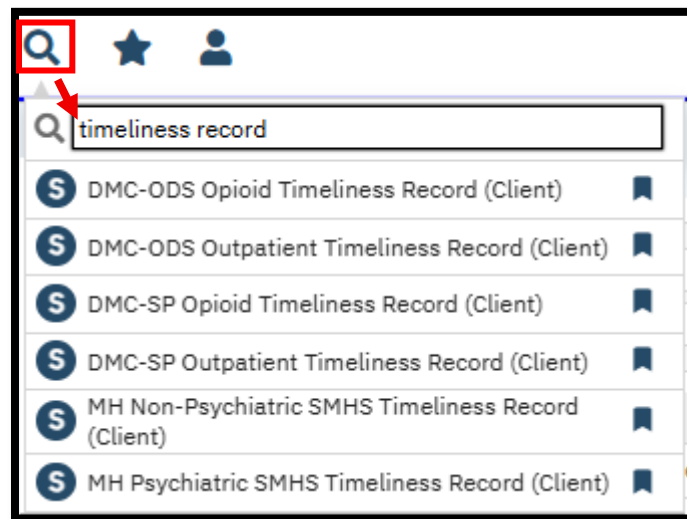 timeliness record
S DMC-ODS Opioid Timeliness Record (Client)
S DMC-ODS Outpatient Timeliness Record (Client)
S DMC-SP Opioid Timeliness Record (Client)
S DMC-SP Outpatient Timeliness Record (Client)
S MH Non-Psychiatric SMHS Timeliness Record
(Client)
S MH Psychiatric SMHS Timeliness Record (Client)